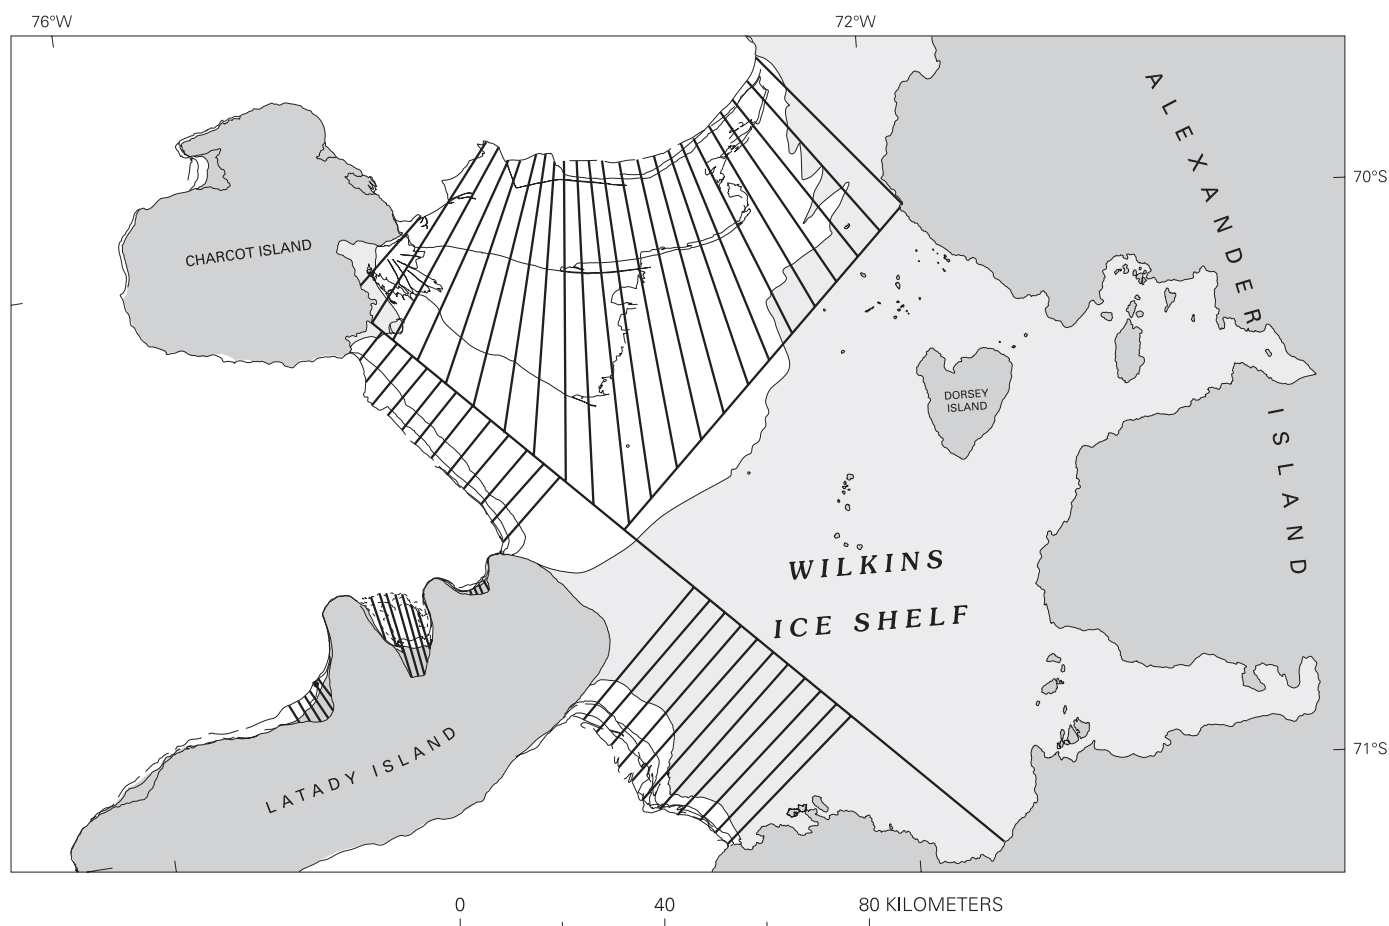 76°W
72°W
ALEXANDER
70°S
CHARCOT ISLAND
DORSEY
ISLAND
ISLAND
WILKINS
ICE SHELF
71°S
LATADY ISLAND
0 40 80 KILOMETERS